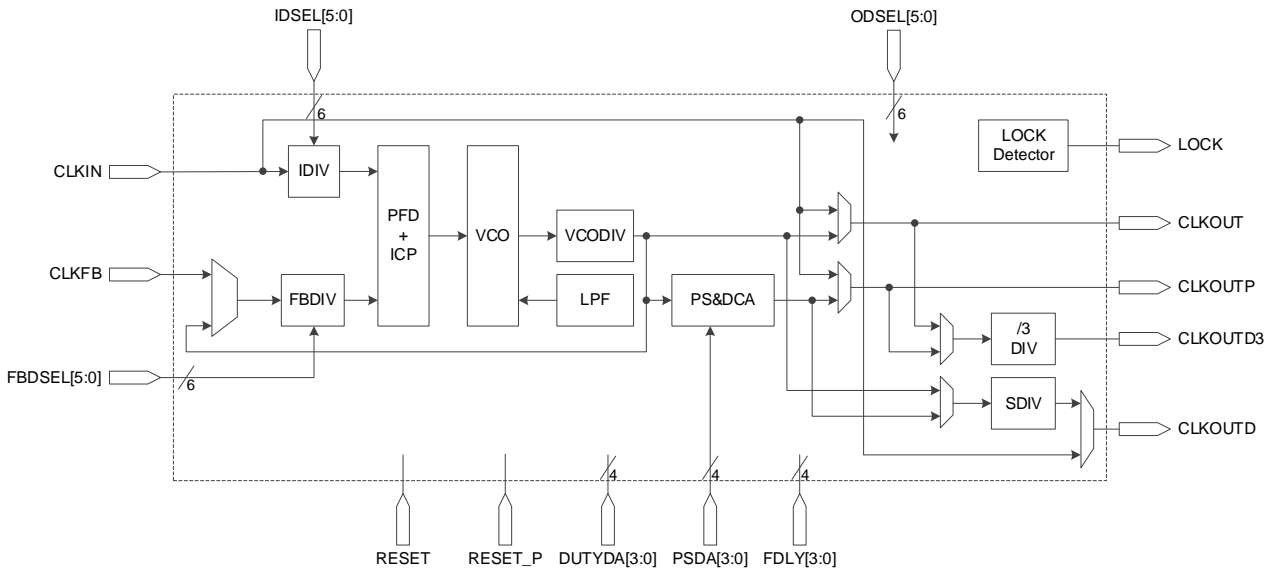 IDSEL[5:0]
ODSEL[5:0]
6
6
LOCK
Detector
LOCK
CLKIN
IDIV
PFD
+
ICP
VCO
VCODIV
CLKOUT
CLKFB
FBDIV
LPF
PS&DCA
CLKOUTP
/3
DIV
CLKOUTD3
FBDSEL[5:0]
6
SDIV
CLKOUTD
4
4
4
RESET
RESET_P
DUTYDA[3:0]
PSDA[3:0]
FDLY[3:0]